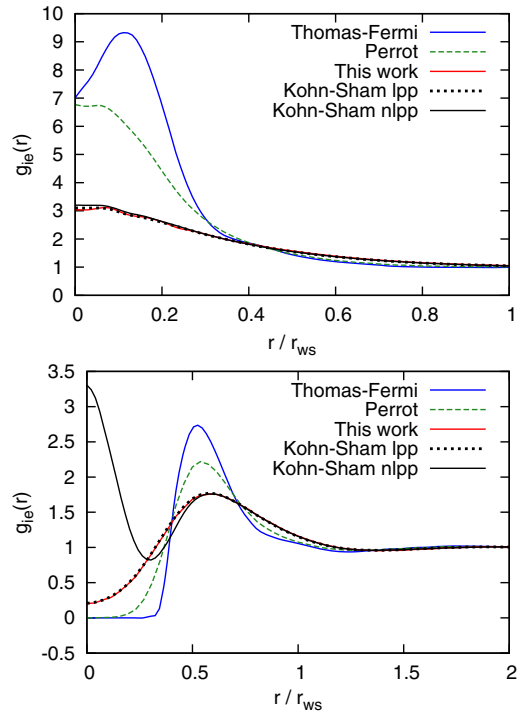 10
9
8
7
6
5
4
3
2
1
0
g_ie(r)
Thomas-Fermi
Perrot
This work
Kohn-Sham lpp
Kohn-Sham nlpp
0 0.2 0.4 0.6 0.8 1
r / r_ws
3.5
3
2.5
2
1.5
1
0.5
0
-0.5
g_ie(r)
Thomas-Fermi
Perrot
This work
Kohn-Sham lpp
Kohn-Sham nlpp
0 0.5 1 1.5 2
r / r_ws